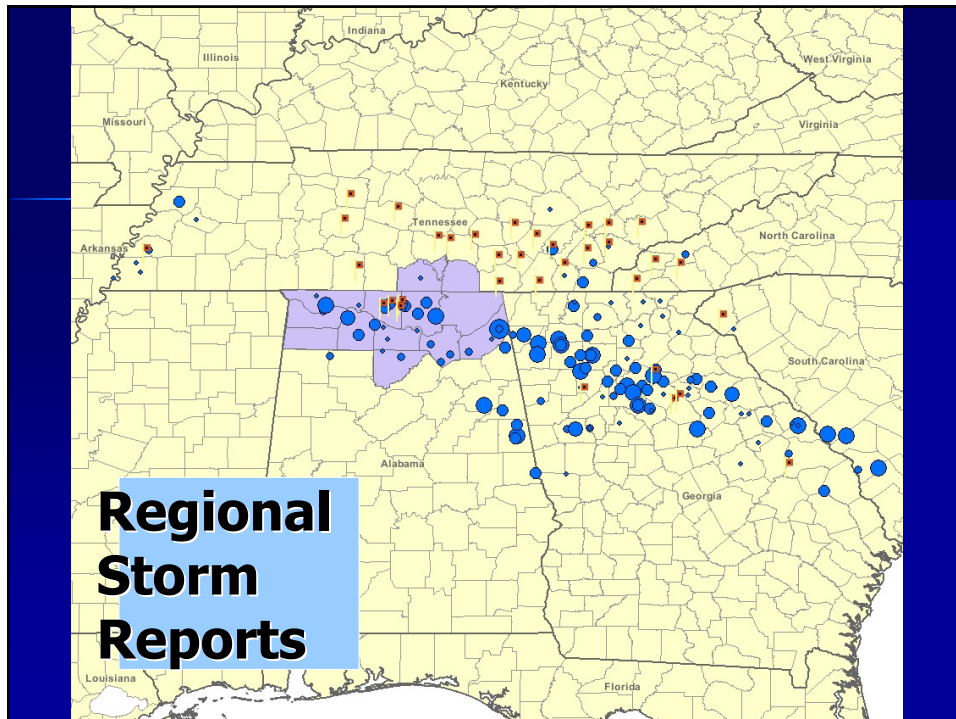 Indiana
Illinois
West Virginia
Kentucky
Missouri
Virginia
Tennessee
North Carolina
Arkansas
South Carolina
Alabama
Georgia
Regional
Storm
Reports
Louisiana
Florida